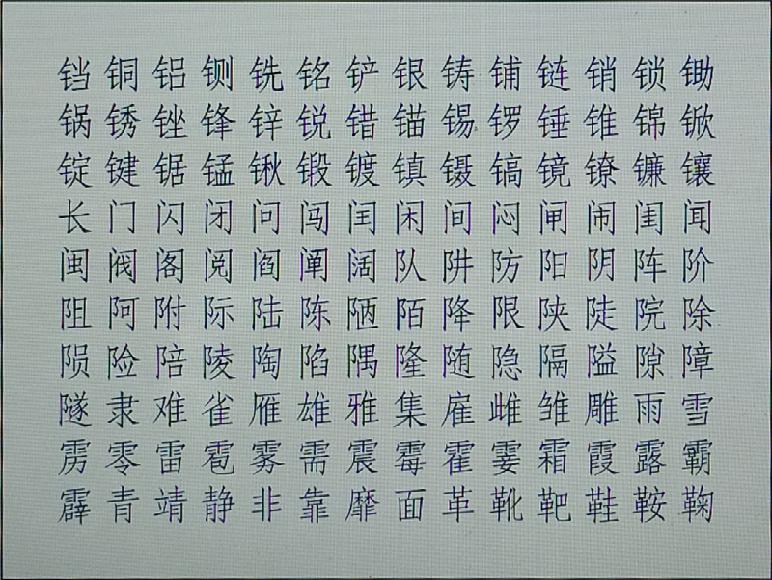 铛铜铝铡铣铭铲银铸铺链销锁锄
锅锈锉锋锌锐错锚锡锣锤锥锦锨
锭键锯锰锹锻镀镇镊镐镜镣镰镶
长门闪闭问闯闰闲间闷闸闹闺闻
闽阀阁阅阎阐阔队阱防阳阴阵阶
阻阿附际陆陈陋陌降限陕陡院除
陨险陪陵陶陷隅隆随隐隔隘隙障
隧隶难雀雁雄雅集雇雌雏雕雨雪
雳零雷雹雾需震霉霍霎霜霞露霸
霹青靖静非靠靡面革靴靶鞋鞍鞠